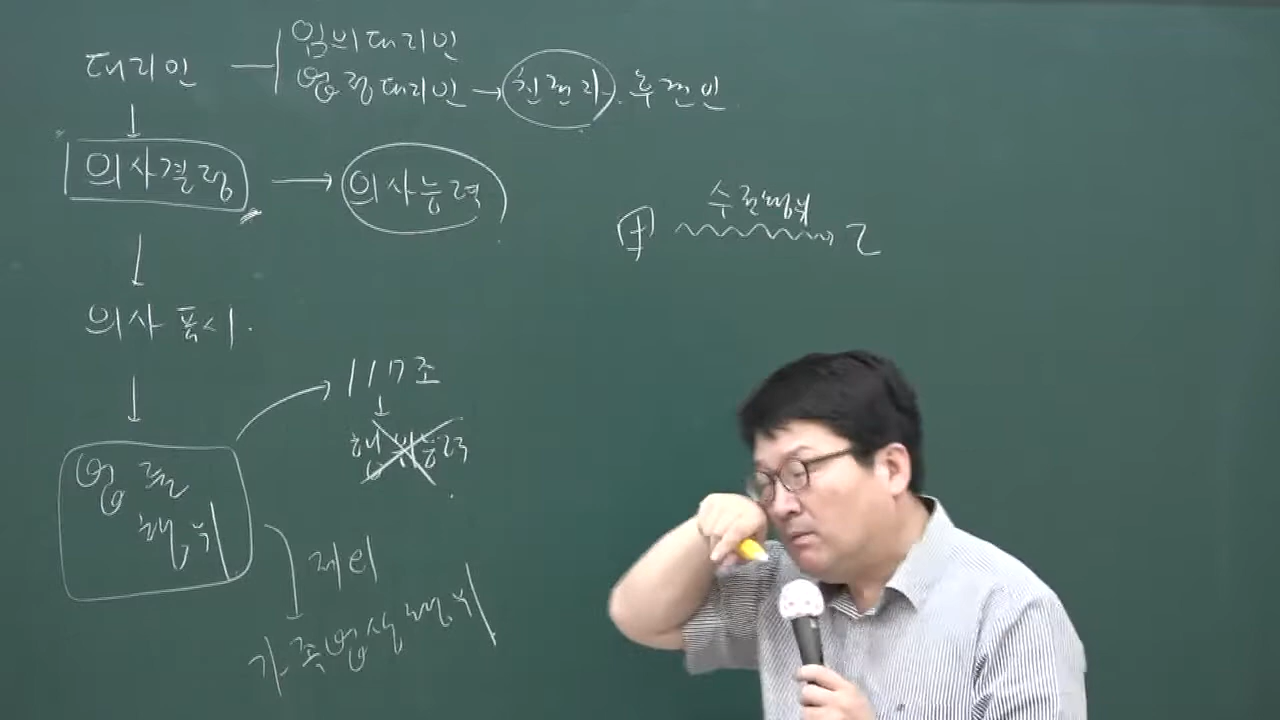 대리인
임의대리인
법정대리인 → 친권자. 후견인
의사결정 → 의사능력
수권행위
甲 乙
의사표시.
117조
행위능력
법률
행위
제외
가족법상 행위